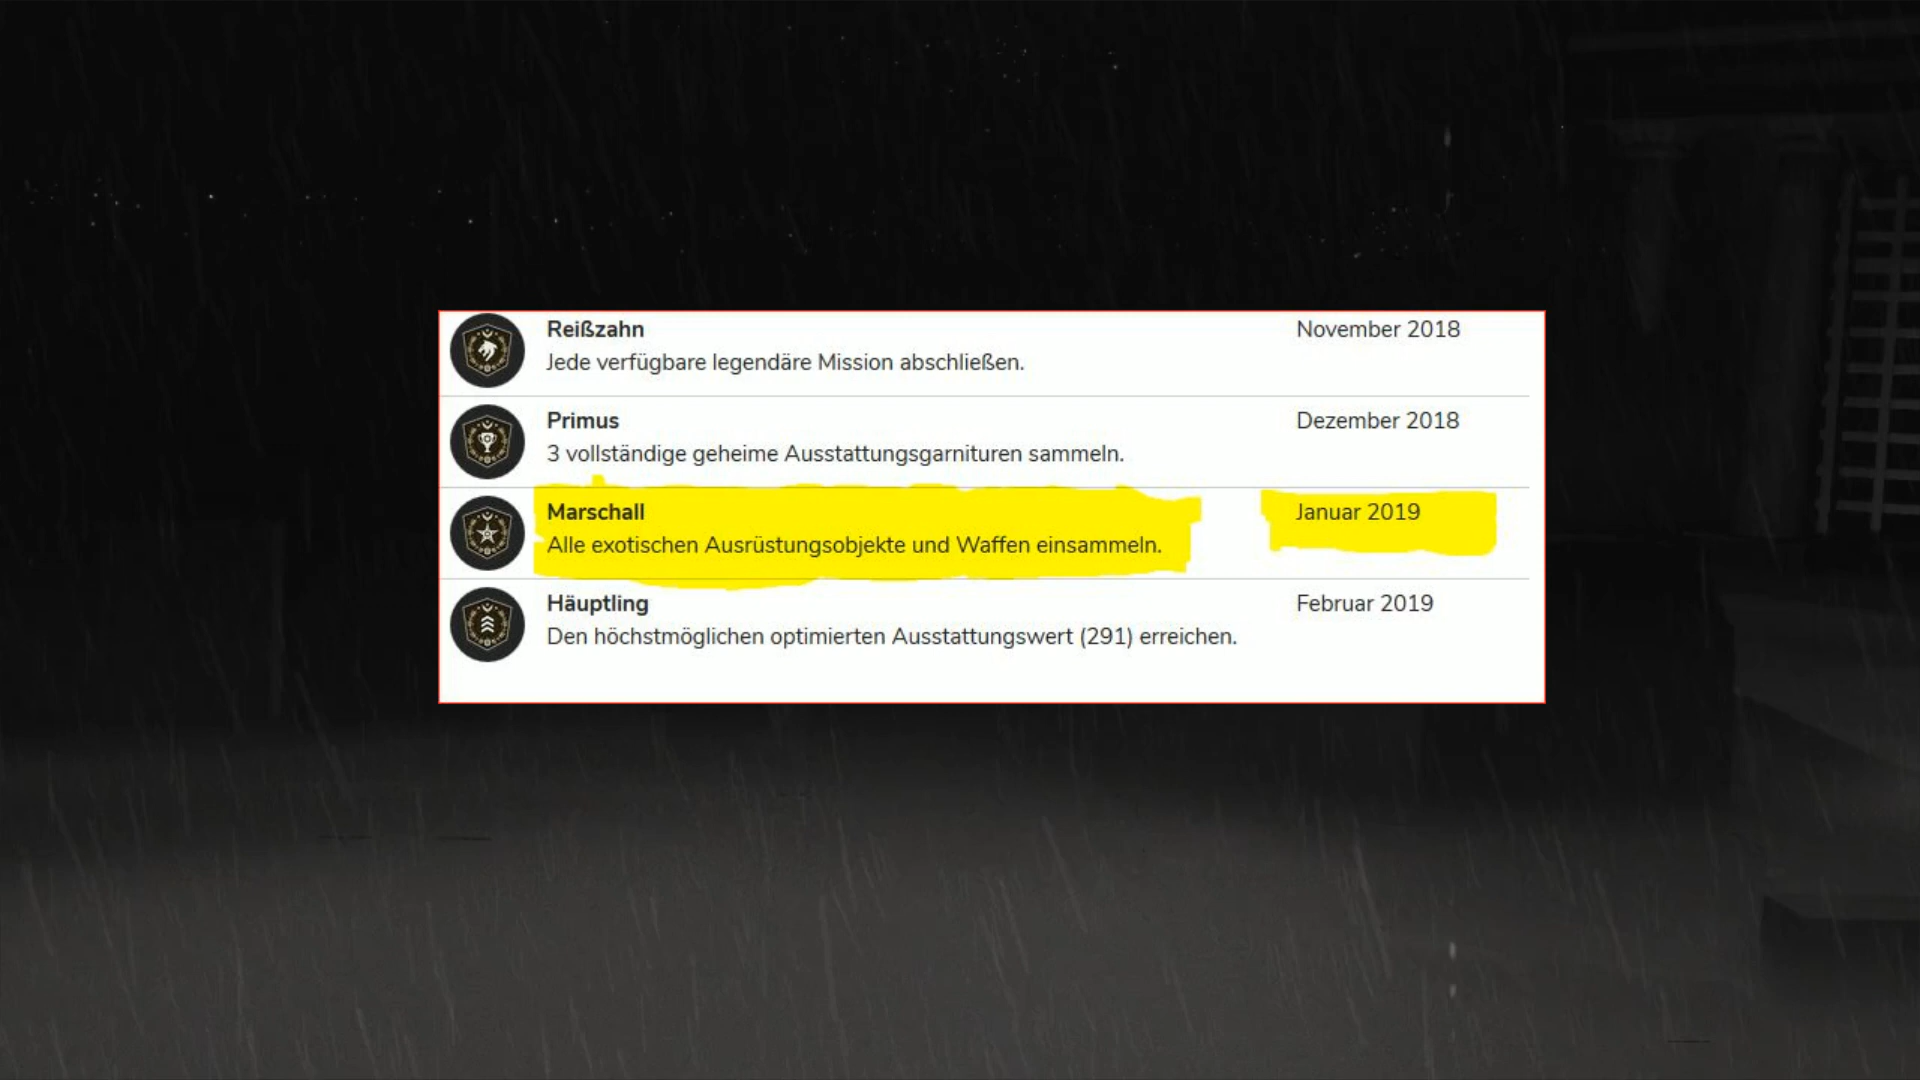 Reißzahn November 2018
Jede verfügbare legendäre Mission abschließen.
Primus Dezember 2018
3 vollständige geheime Ausstattungsgarnituren sammeln.
Marschall Januar 2019
Alle exotischen Ausrüstungsobjekte und Waffen einsammeln.
Häuptling Februar 2019
Den höchstmöglichen optimierten Ausstattungswert (291) erreichen.